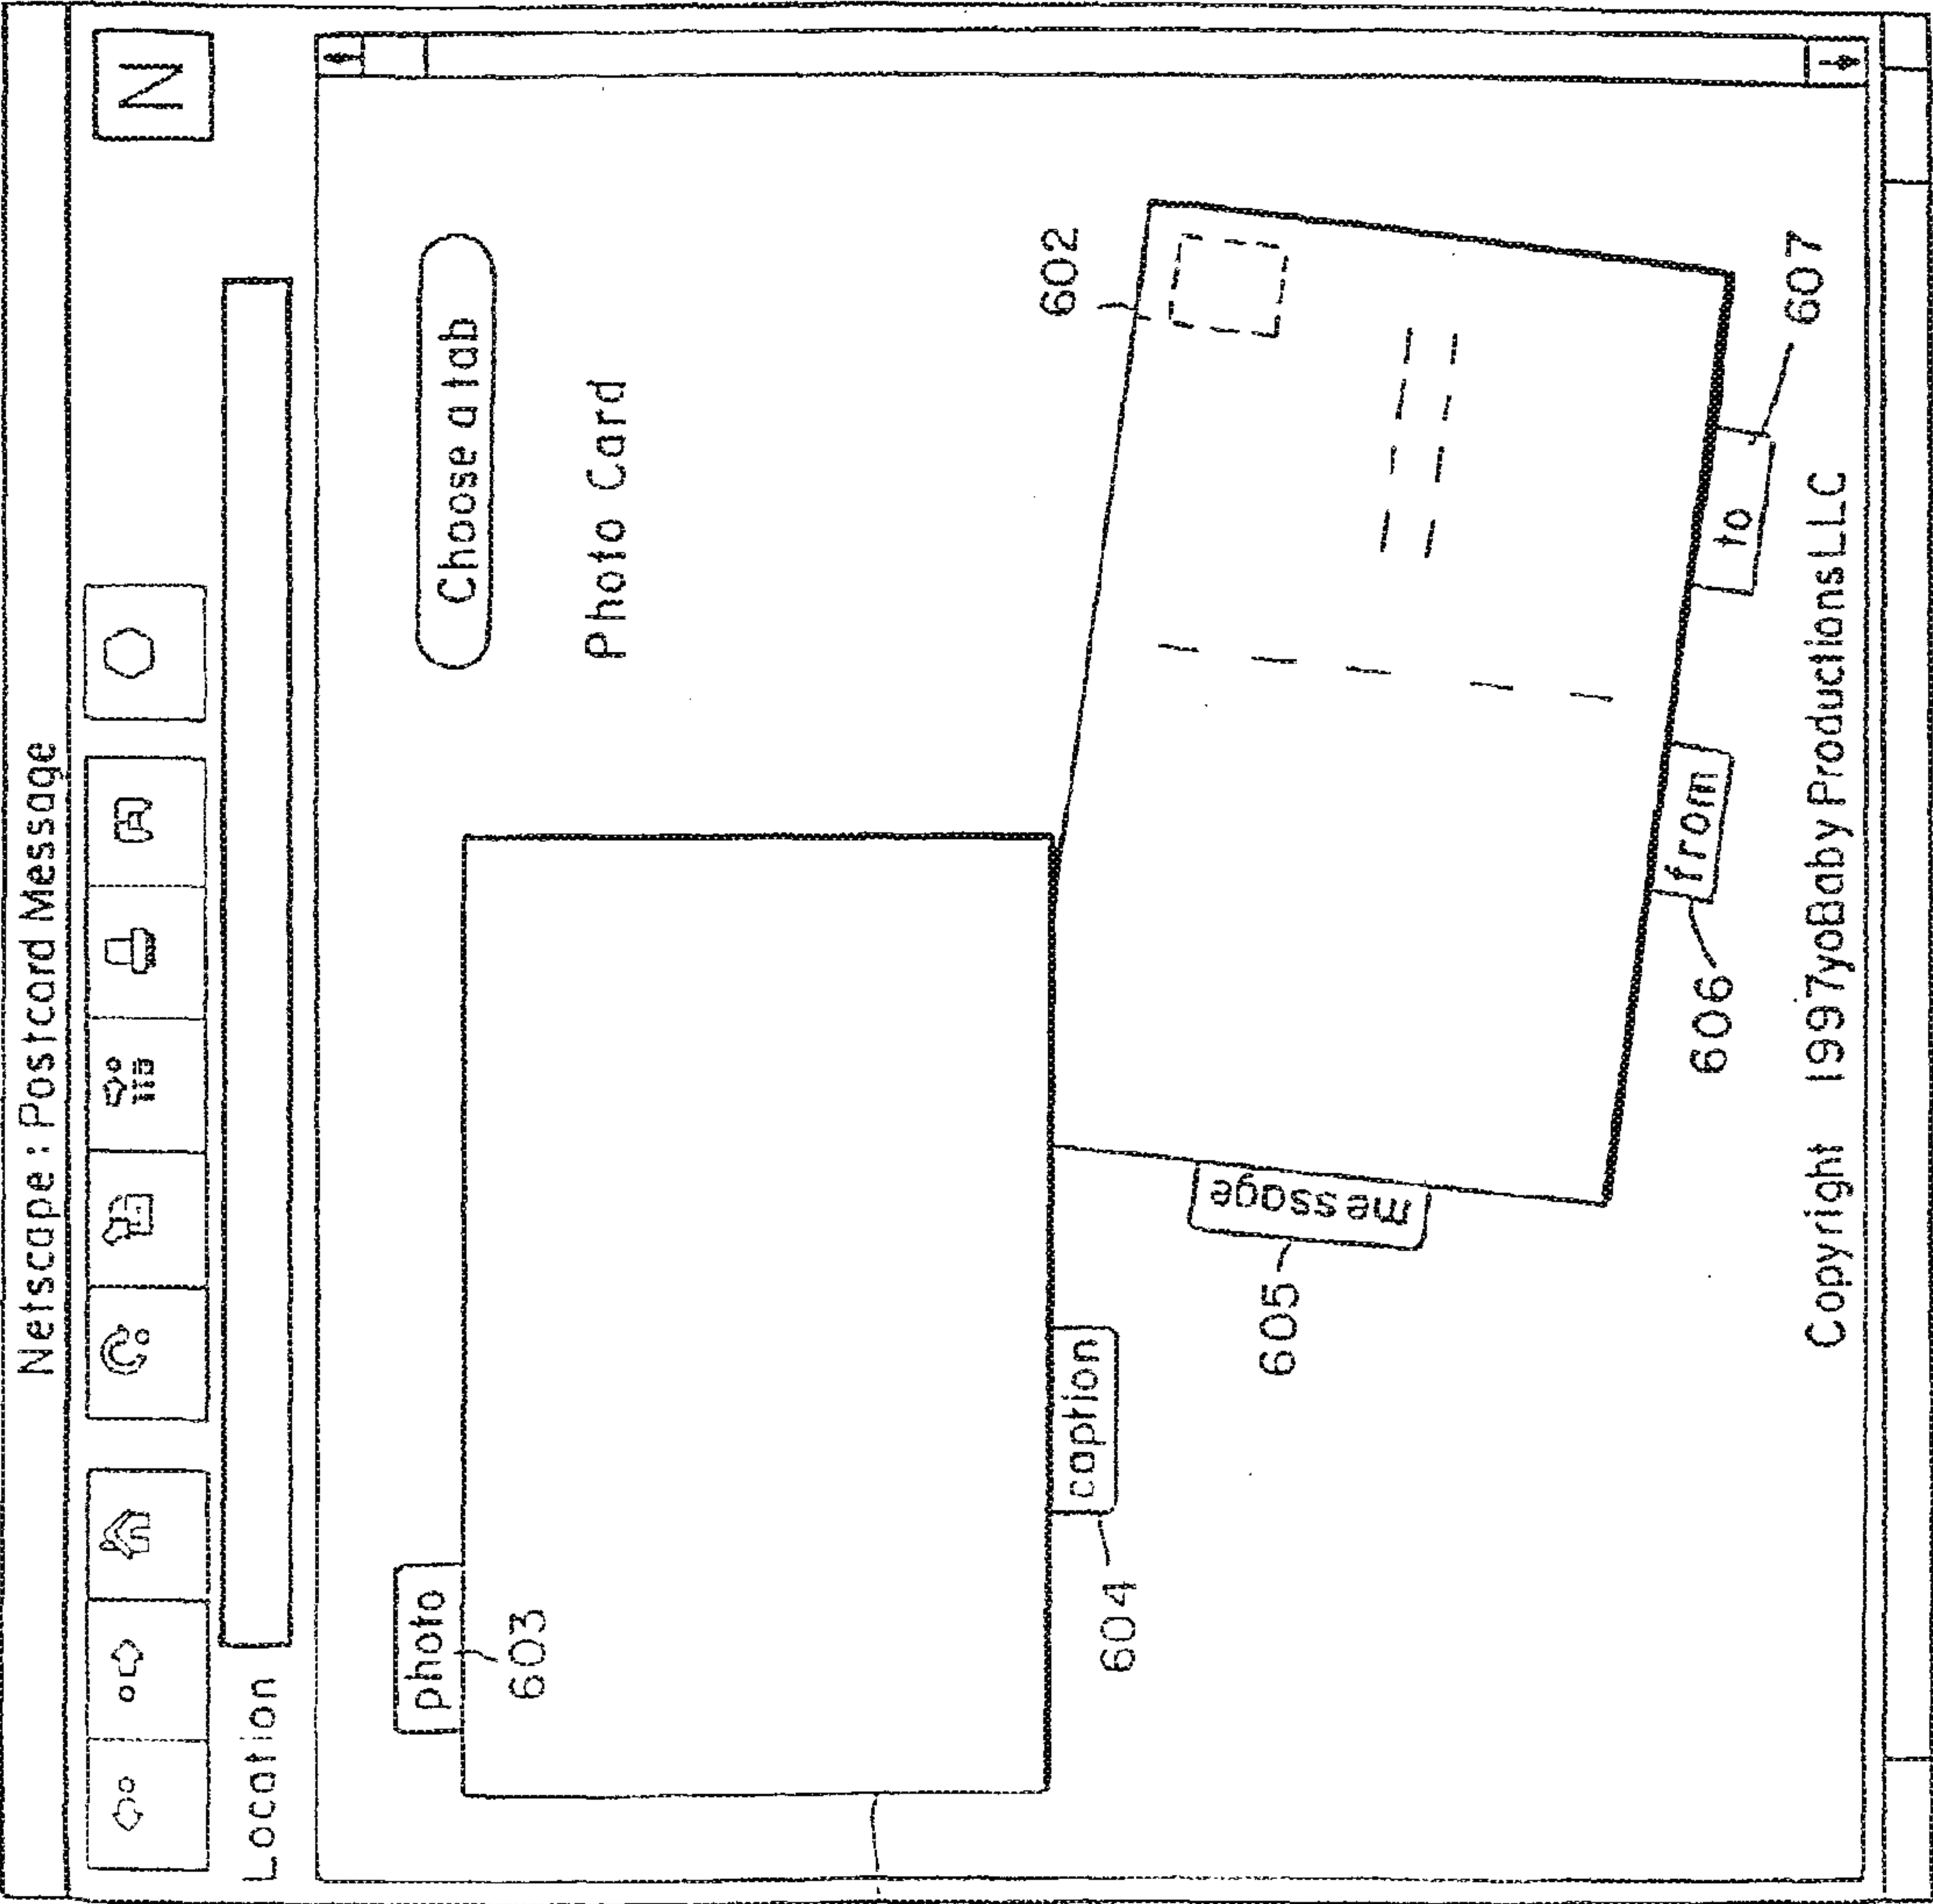 Netscape: Postcard Message
N
Location
Choose a tab
photo
603
Photo Card
602
caption
604
message
605
from
606
to
607
Copyright 1997yoBaby Productions LLC